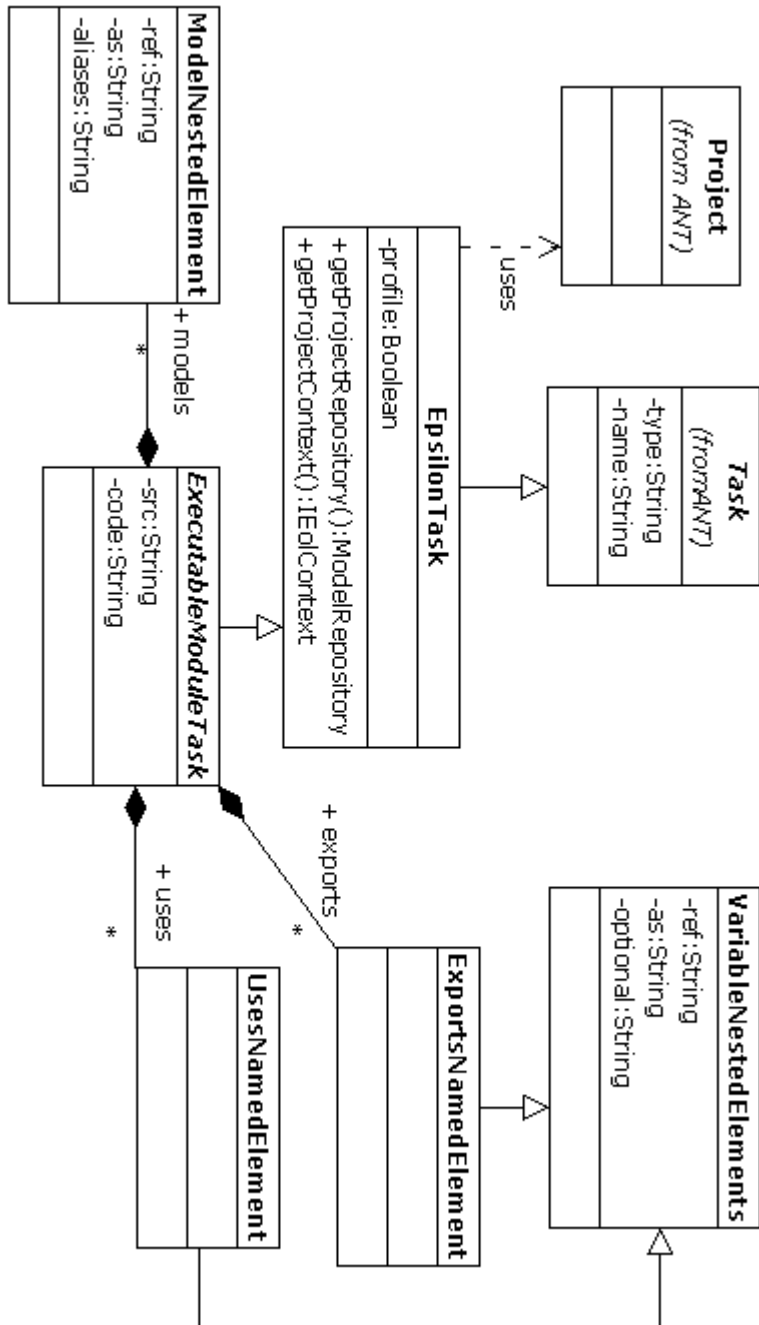 Project
(from ANT)
Task
(fromANT)
-type:String
-name:String
VariableNestedElements
-ref:String
-as:String
-optional:String
uses
EpsilonTask
-profile:Boolean
+getProjectRepository():ModelRepository
+getProjectContext():IEolContext
ExportsNamedElement
+ exports
*
ModelNestedElement
-ref:String
-as:String
-aliases:String
+ models
*
ExecutableModuleTask
-src:String
-code:String
+ uses
*
UsesNamedElement